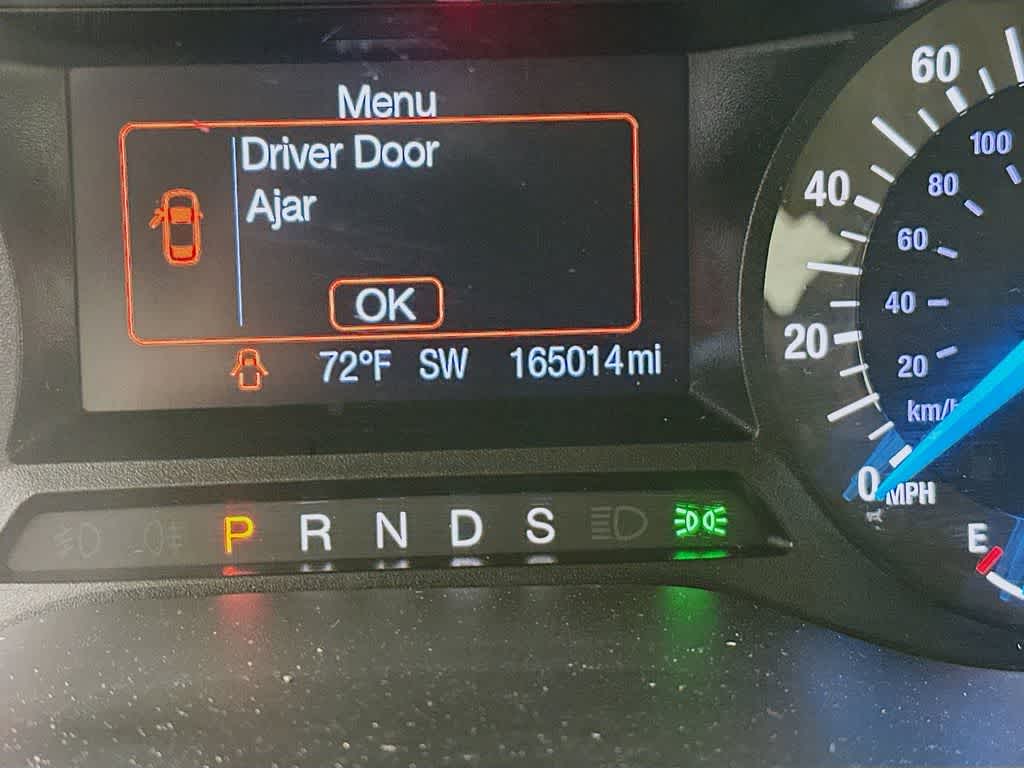 Menu
Driver Door
Ajar
OK
72°F SW 165014mi
P R N D S
60
40
20
0 MPH
100
80
60
40
20
km/h
E